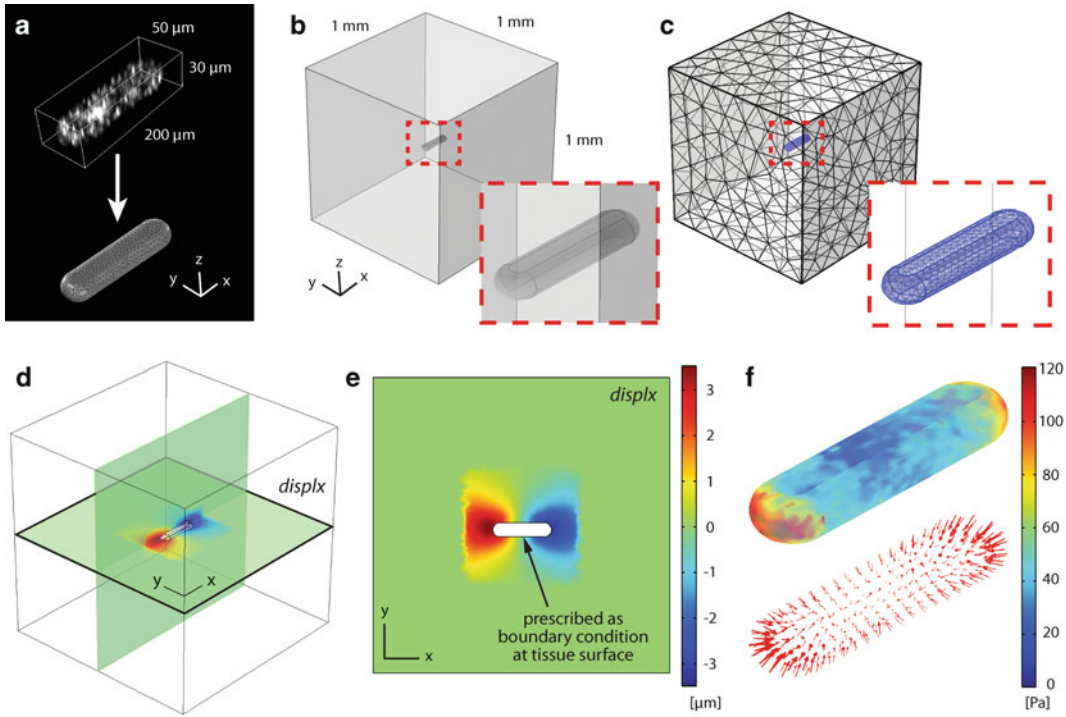 a
50 µm
30 µm
200 µm
z
y
x
b
1 mm
1 mm
1 mm
z
y
x
c
d
displx
y
x
e
displx
prescribed as
boundary condition
at tissue surface
y
x
3
2
1
0
-1
-2
-3
[µm]
f
120
100
80
60
40
20
0
[Pa]